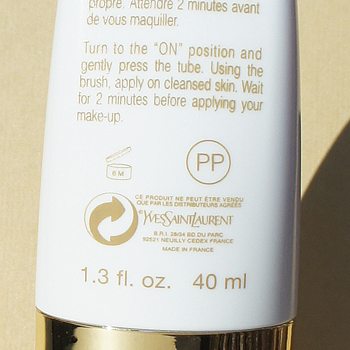 propre. Attendre 2 minutes avant
de vous maquiller.
Turn to the "ON" position and
gently press the tube. Using the
brush, apply on cleansed skin. Wait
for 2 minutes before applying your
make-up.
6 M
PP
CE PRODUIT NE PEUT ÊTRE VENDU
QUE PAR LES DISTRIBUTEURS AGRÉÉS
©YVESSAINTLAURENT
B.R.I. 28/34 BD DU PARC
92521 NEUILLY CEDEX FRANCE
MADE IN FRANCE
1.3 fl. oz. 40 ml